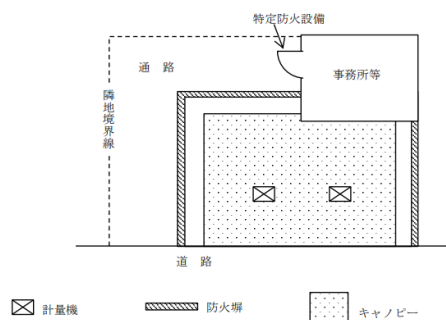 特定防火設備
通　路
事務所等
隣地境界線
道　路
計量機
防火塀
キャノピー